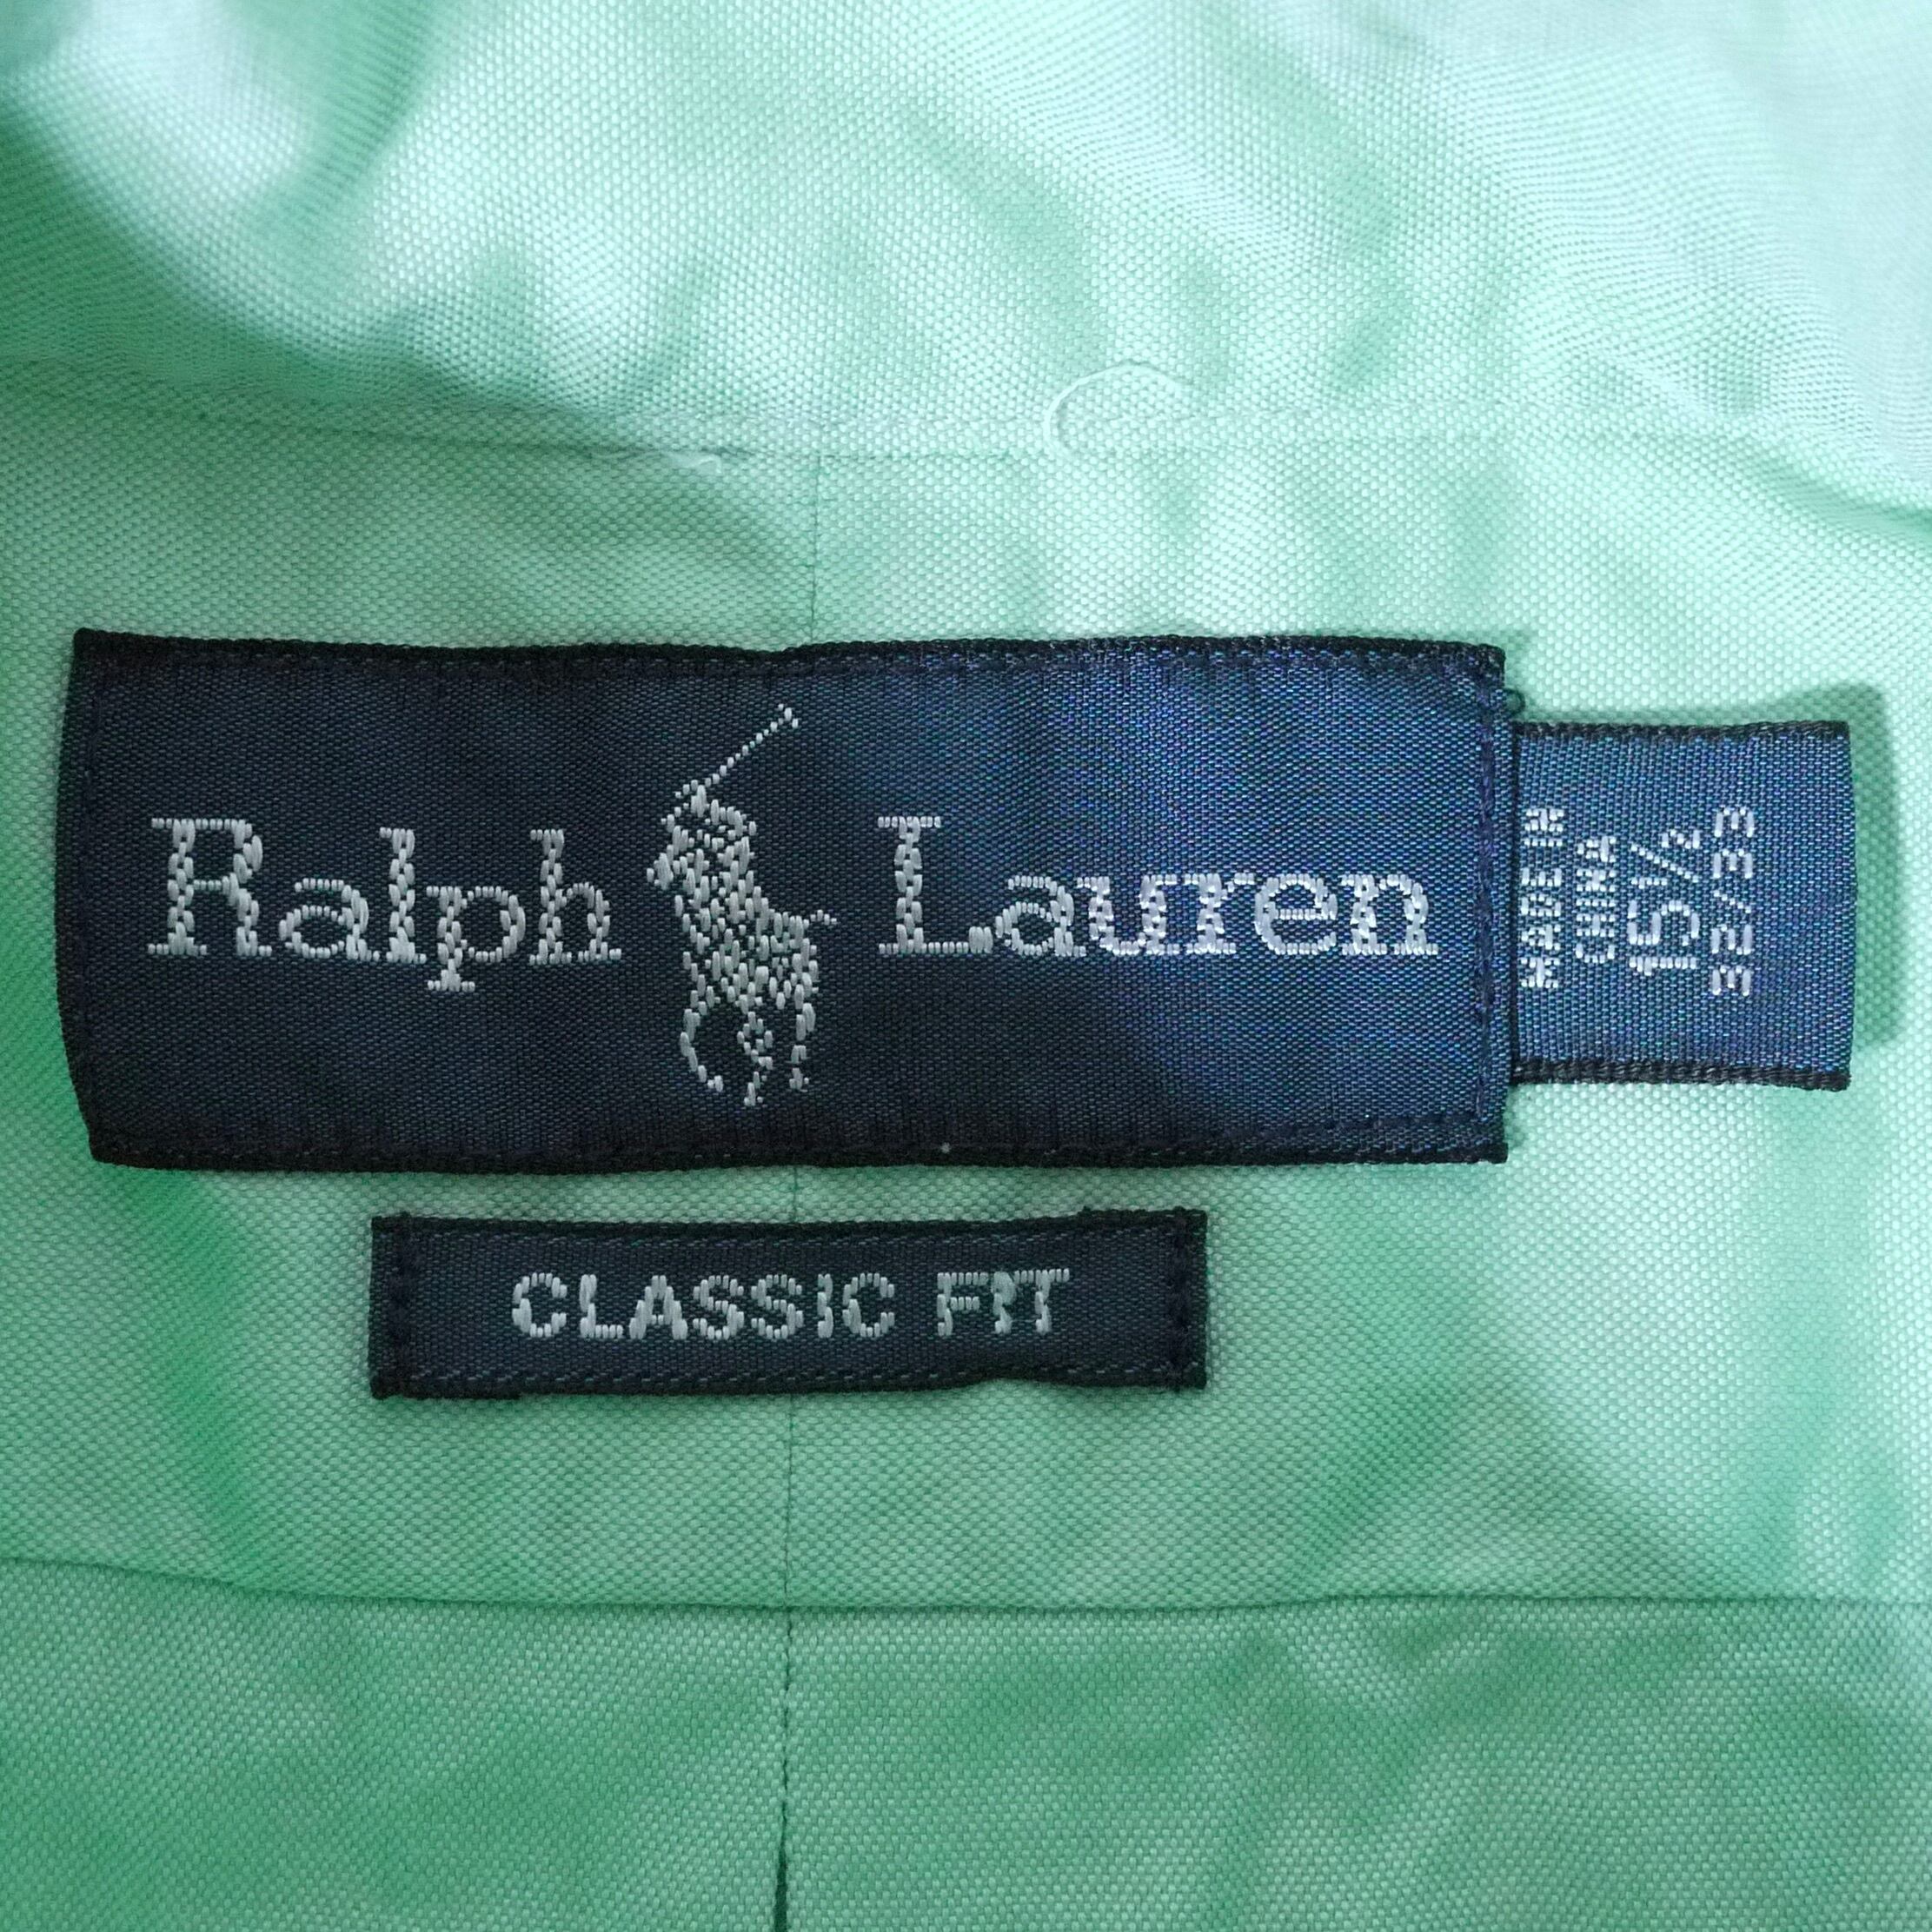 Ralph Lauren
MADE IN
CHINA
15½
32/33
CLASSIC FIT